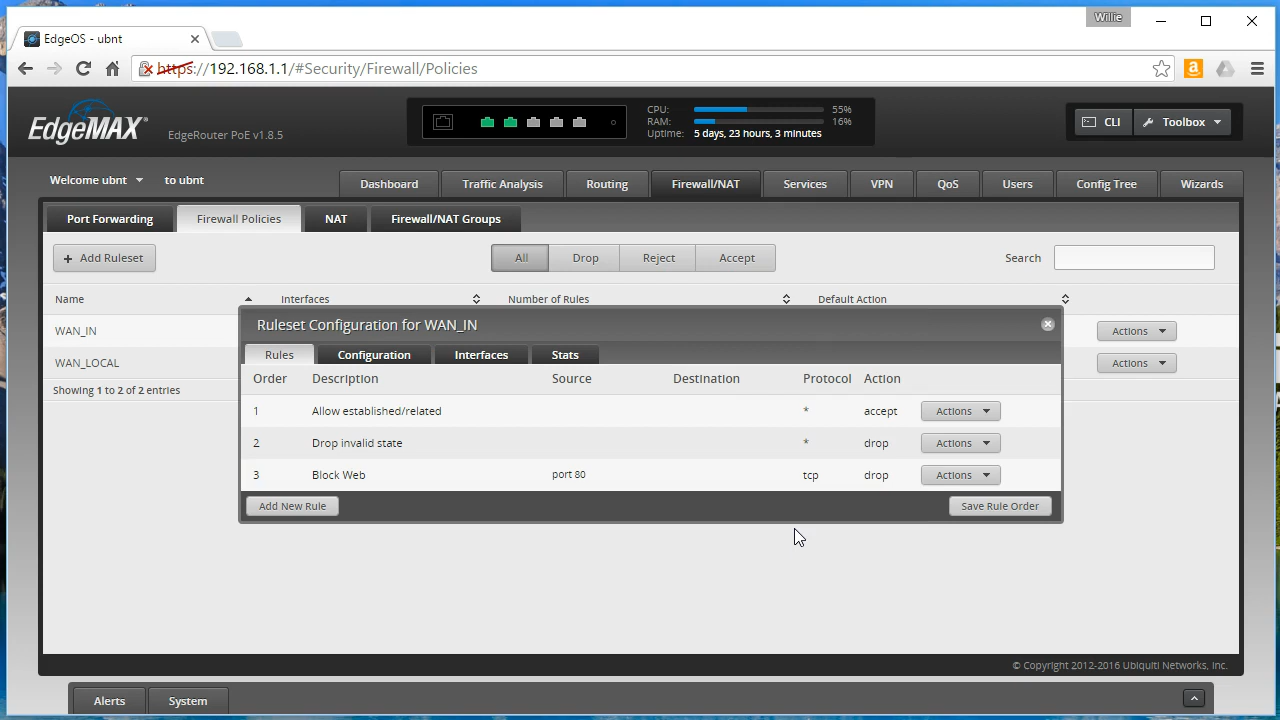 Willie
EdgeOS - ubnt
https://192.168.1.1/#Security/Firewall/Policies
EdgeMAX EdgeRouter PoE v1.8.5
CPU: 55%
RAM: 16%
Uptime: 5 days, 23 hours, 3 minutes
CLI Toolbox
Welcome ubnt to ubnt
Dashboard Traffic Analysis Routing Firewall/NAT Services VPN QoS Users Config Tree Wizards
Port Forwarding Firewall Policies NAT Firewall/NAT Groups
+ Add Ruleset All Drop Reject Accept Search
Name Interfaces Number of Rules Default Action
WAN_IN Actions
WAN_LOCAL Actions
Showing 1 to 2 of 2 entries
Ruleset Configuration for WAN_IN
Rules Configuration Interfaces Stats
Order Description Source Destination Protocol Action
1 Allow established/related * accept Actions
2 Drop invalid state * drop Actions
3 Block Web port 80 tcp drop Actions
Add New Rule Save Rule Order
© Copyright 2012-2016 Ubiquiti Networks, Inc.
Alerts System